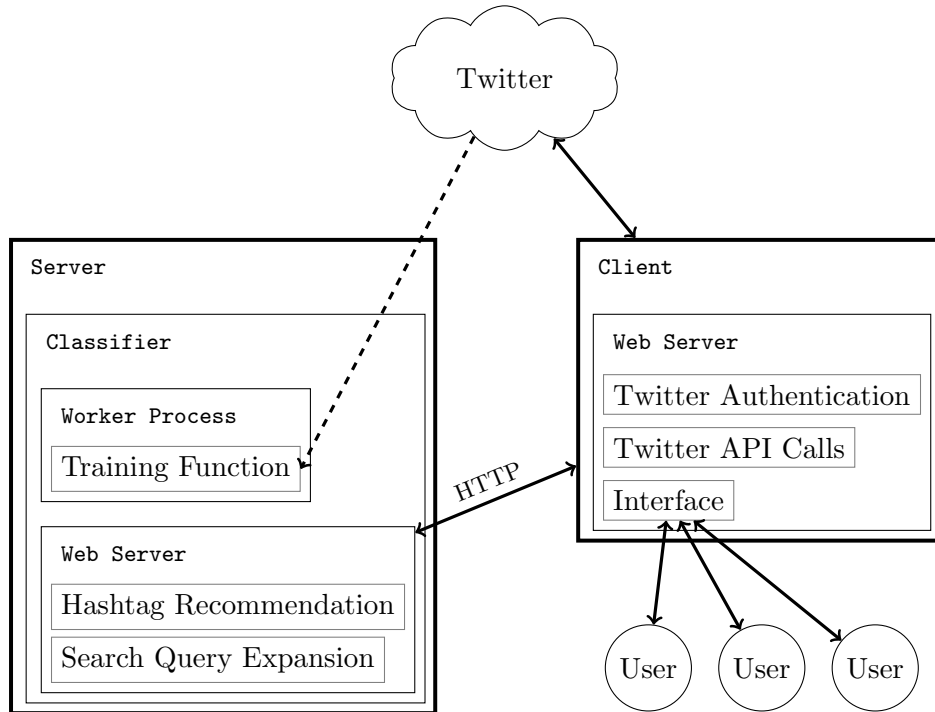 Twitter
Server
Classifier
Worker Process
Training Function
Web Server
Hashtag Recommendation
Search Query Expansion
HTTP
Client
Web Server
Twitter Authentication
Twitter API Calls
Interface
User
User
User